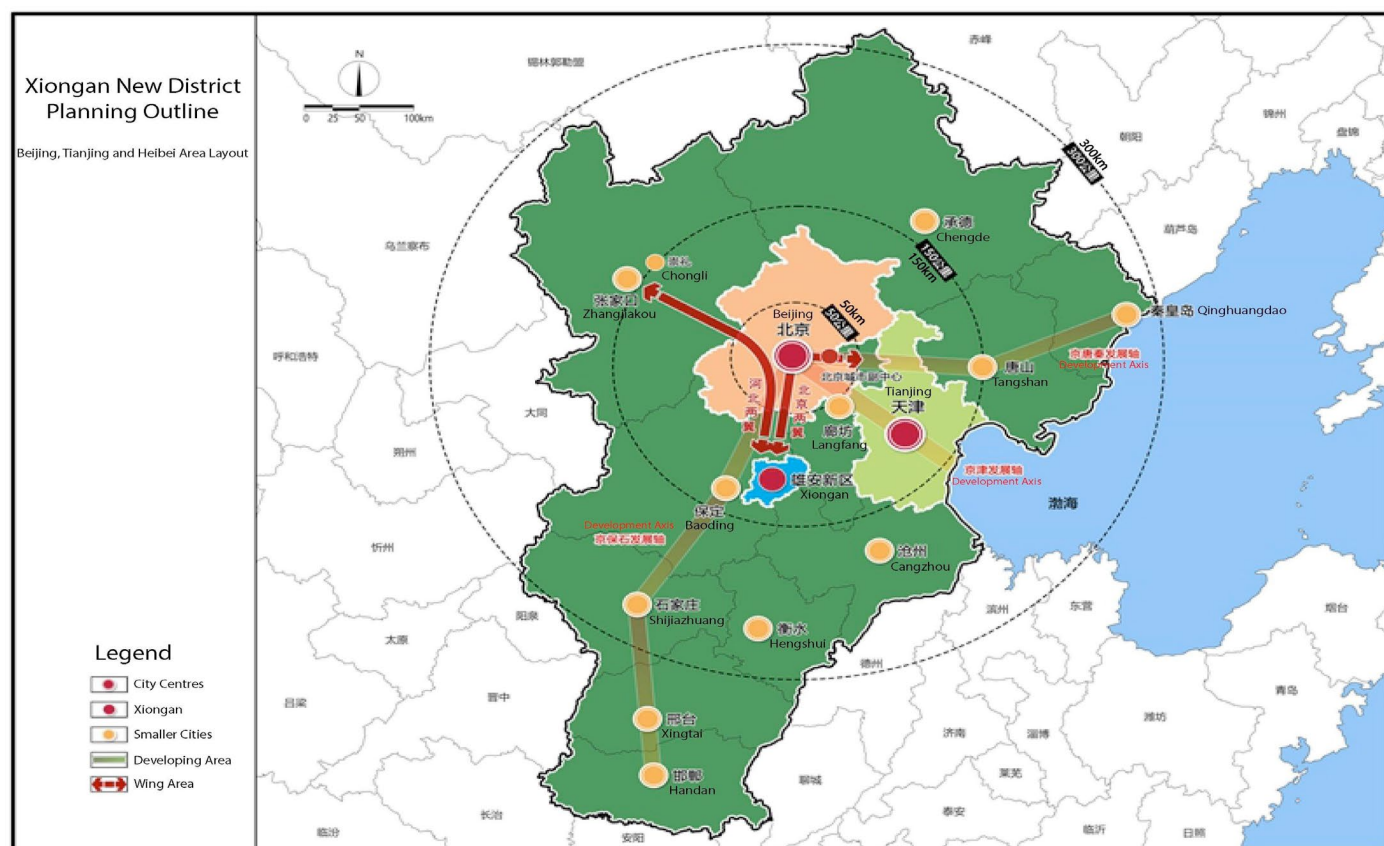 Xiongan New District
Planning Outline
Beijing, Tianjing and Heibei Area Layout
N
0 25 50 100km
赤峰
锡林郭勒盟
朝阳
锦州
盘锦
300km
300公里
葫芦岛
乌兰察布
承德
Chengde
150公里
150km
崇礼
Chongli
张家口
Zhangjiakou
50km
50公里
Beijing
北京
秦皇岛 Qinghuangdao
呼和浩特
京唐秦发展轴
Development Axis
唐山
Tangshan
北京城市副中心
河北两翼
北京两翼
Tianjing
天津
大同
廊坊
Langfang
朔州
京津发展轴
Development Axis
雄安新区
Xiongan
渤海
保定
Baoding
Development Axis
京保石发展轴
忻州
沧州
Cangzhou
石家庄
Shijiazhuang
阳泉
滨州
东营
烟台
太原
衡水
Hengshui
德州
Legend
City Centres
Xiongan
Smaller Cities
Developing Area
Wing Area
吕梁
晋中
青岛
邢台
Xingtai
潍坊
济南
淄博
邯郸
Handan
聊城
莱芜
长治
泰安
临汾
安阳
临沂
日照